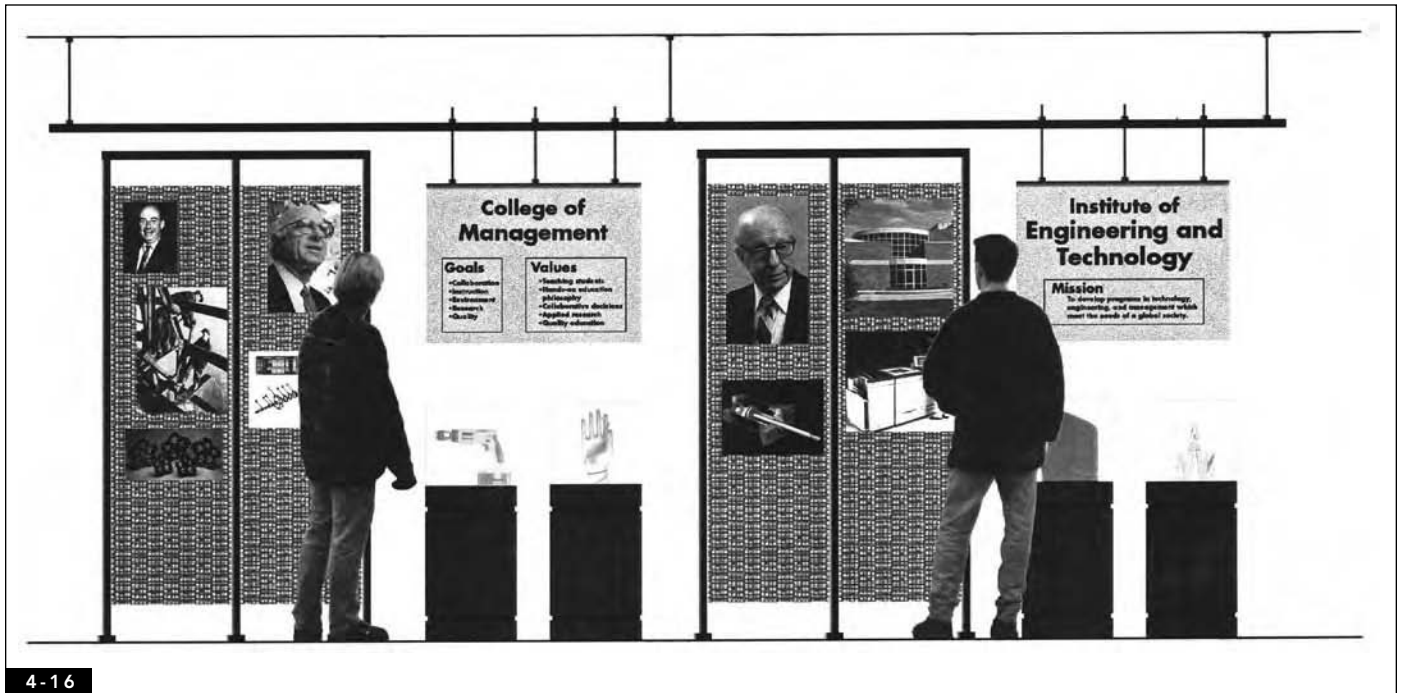 College of
Management
Goals
•Collaboration
•Innovation
•Environment
•Research
•Quality
Values
•Teaching students
•Hands-on education
philosophy
•Collaborative decisions
•Applied research
•Quality education
Institute of
Engineering and
Technology
Mission
To develop programs in technology,
engineering, and management which
meet the needs of a global society.
4-16